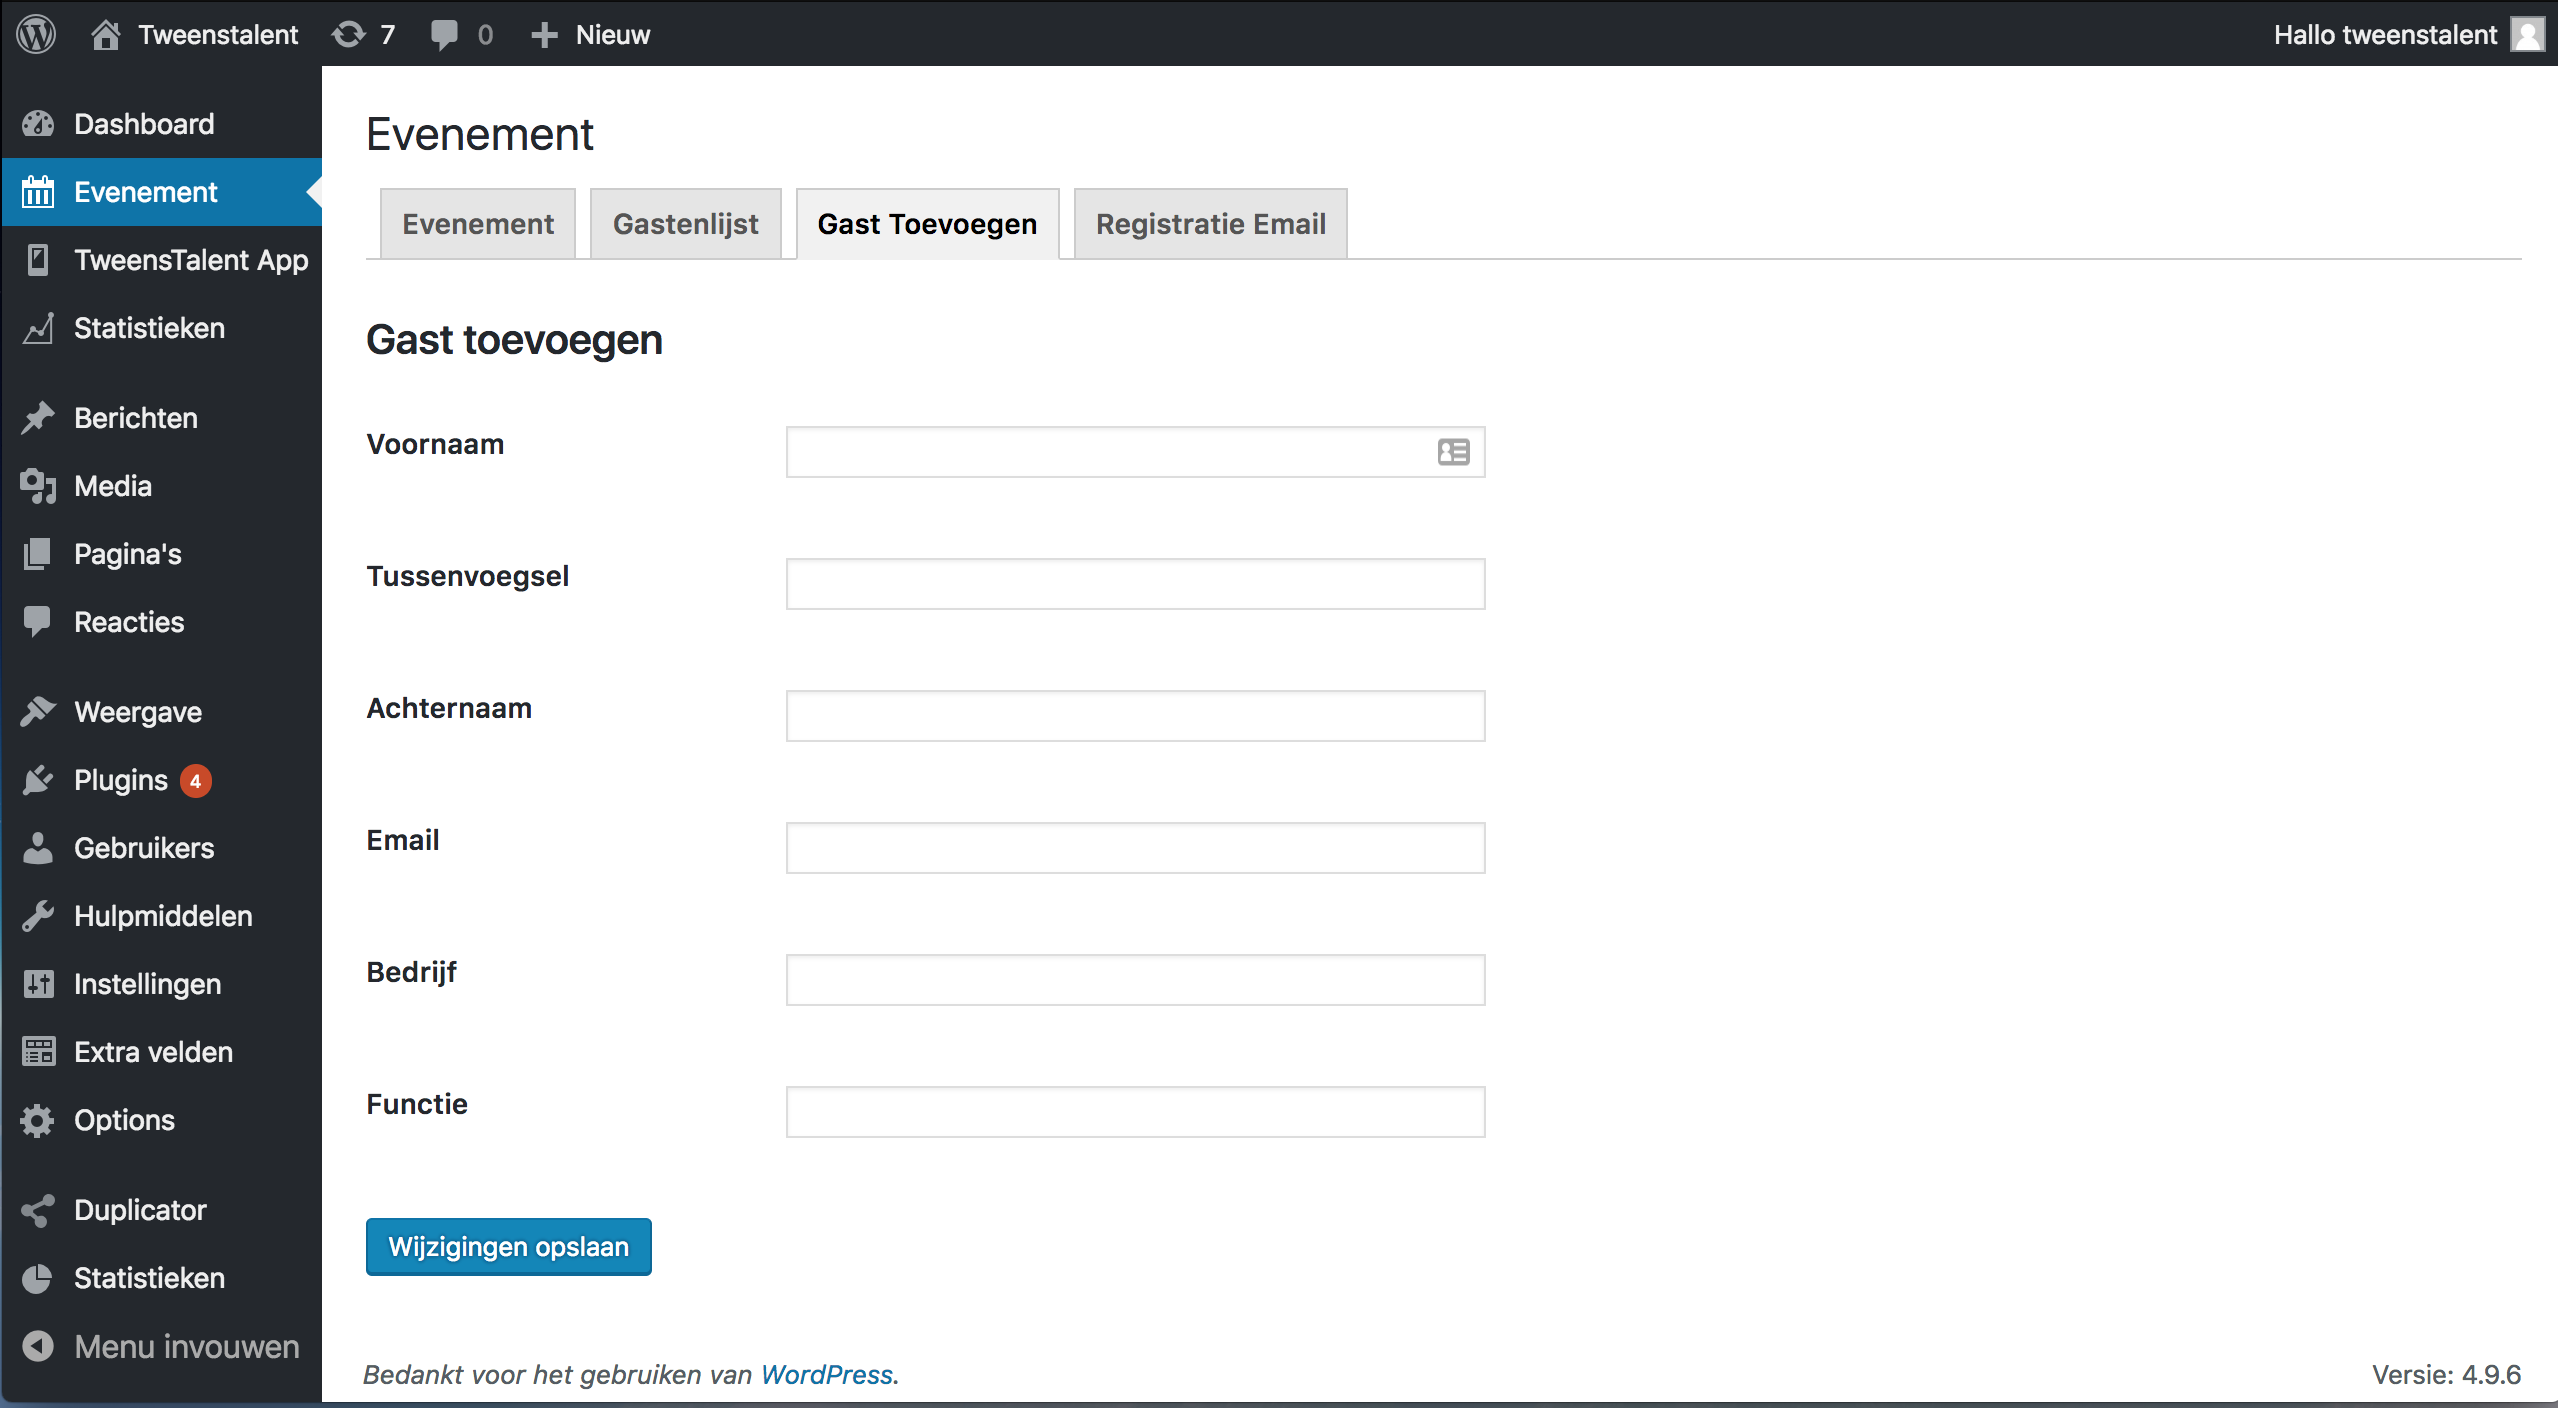 Tweenstalent 7 0 Nieuw Hallo tweenstalent
Dashboard
Evenement
TweensTalent App
Statistieken
Berichten
Media
Pagina's
Reacties
Weergave
Plugins 4
Gebruikers
Hulpmiddelen
Instellingen
Extra velden
Options
Duplicator
Statistieken
Menu invouwen
Evenement
Evenement Gastenlijst Gast Toevoegen Registratie Email
Gast toevoegen
Voornaam
Tussenvoegsel
Achternaam
Email
Bedrijf
Functie
Wijzigingen opslaan
Bedankt voor het gebruiken van WordPress. Versie: 4.9.6